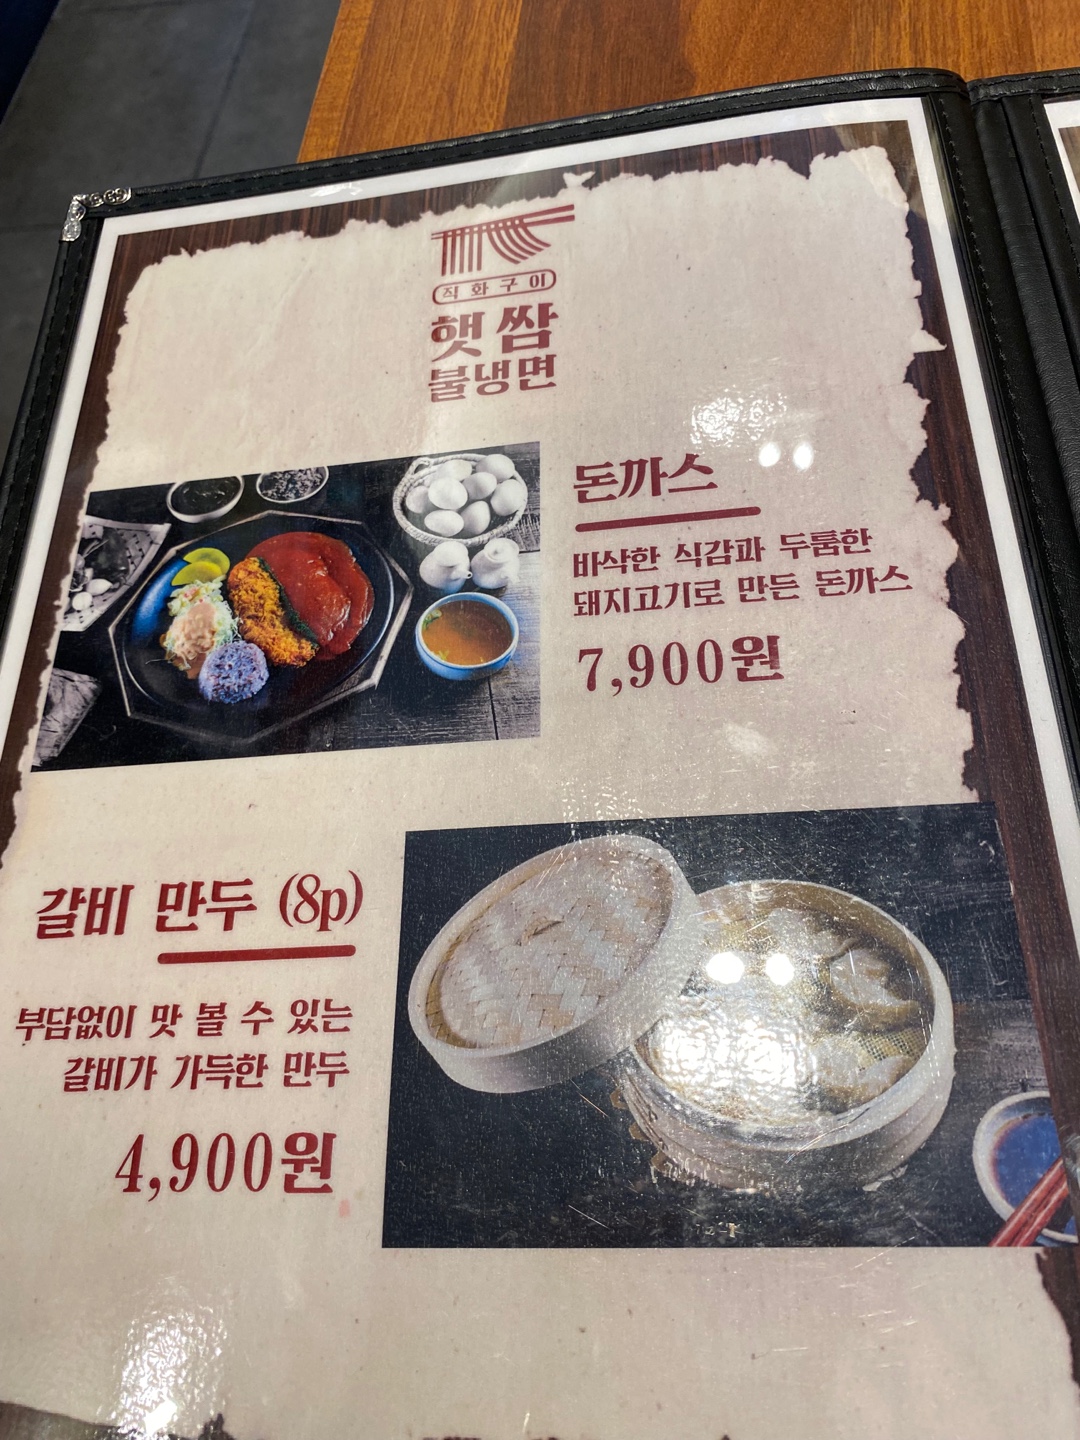 직화구이
햇쌈
불냉면
돈까스
바삭한 식감과 두툼한
돼지고기로 만든 돈까스
7,900원
갈비 만두 (8p)
부담없이 맛 볼 수 있는
갈비가 가득한 만두
4,900원